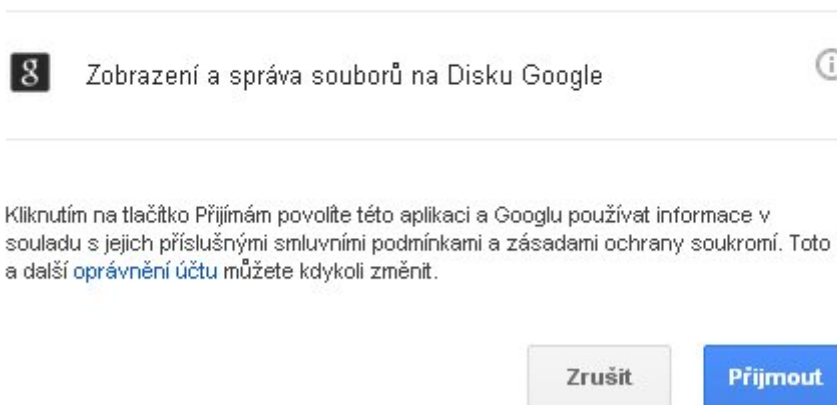 g
Zobrazení a správa souborů na Disku Google
Kliknutím na tlačítko Přijímám povolíte této aplikaci a Googlu používat informace v
souladu s jejich příslušnými smluvními podmínkami a zásadami ochrany soukromí. Toto
a další oprávnění účtu můžete kdykoli změnit.
Zrušit Přijmout